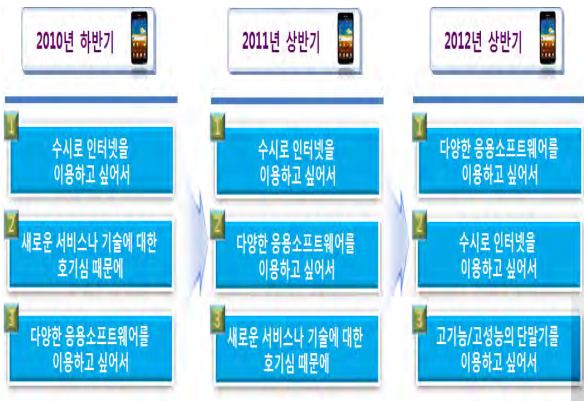 2010년 하반기
1
수시로 인터넷을
이용하고 싶어서
2
새로운 서비스나 기술에 대한
호기심 때문에
3
다양한 응용소프트웨어를
이용하고 싶어서
2011년 상반기
1
수시로 인터넷을
이용하고 싶어서
2
다양한 응용소프트웨어를
이용하고 싶어서
3
새로운 서비스나 기술에 대한
호기심 때문에
2012년 상반기
1
다양한 응용소프트웨어를
이용하고 싶어서
2
수시로 인터넷을
이용하고 싶어서
3
고기능/고성능의 단말기를
이용하고 싶어서